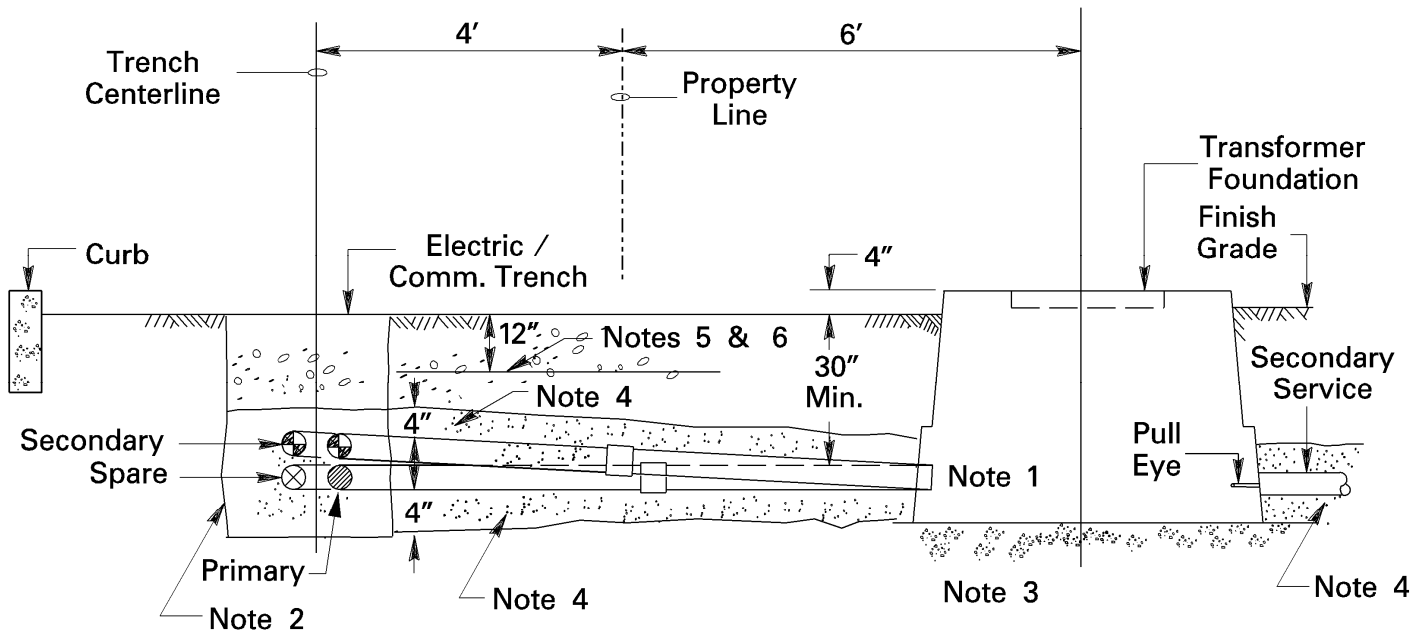 4’
6’
Trench
Centerline
Property
Line
Transformer
Foundation
Finish
Grade
Curb
Electric /
Comm. Trench
4”
12”
Notes 5 & 6
30”
Min.
Secondary
Service
Note 4
4”
Secondary
Spare
Pull
Eye
Note 1
4”
Primary
Note 2
Note 4
Note 3
Note 4